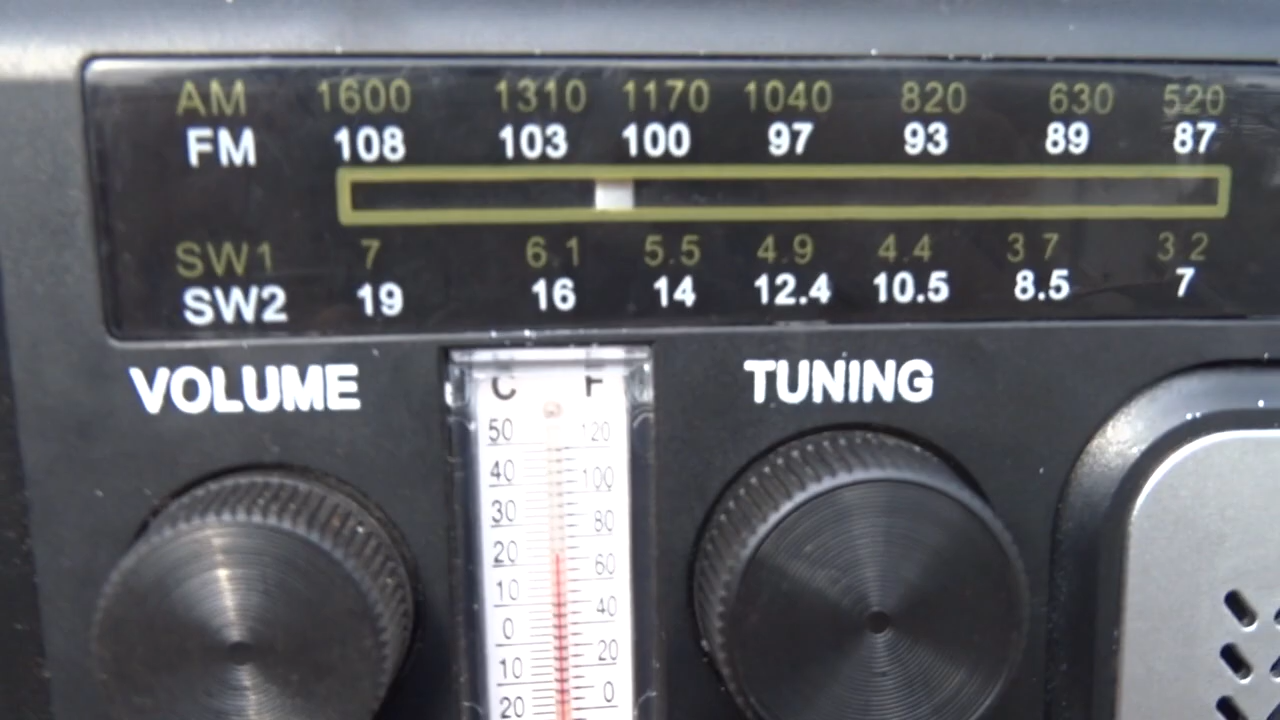 AM 1600 1310 1170 1040 820 630 520
FM 108 103 100 97 93 89 87
SW1 7 6.1 5.5 4.9 4.4 3 7 3 2
SW2 19 16 14 12.4 10.5 8.5 7
VOLUME
TUNING
C F
50 120
40 100
30 80
20 60
10 40
0 20
10 0
20